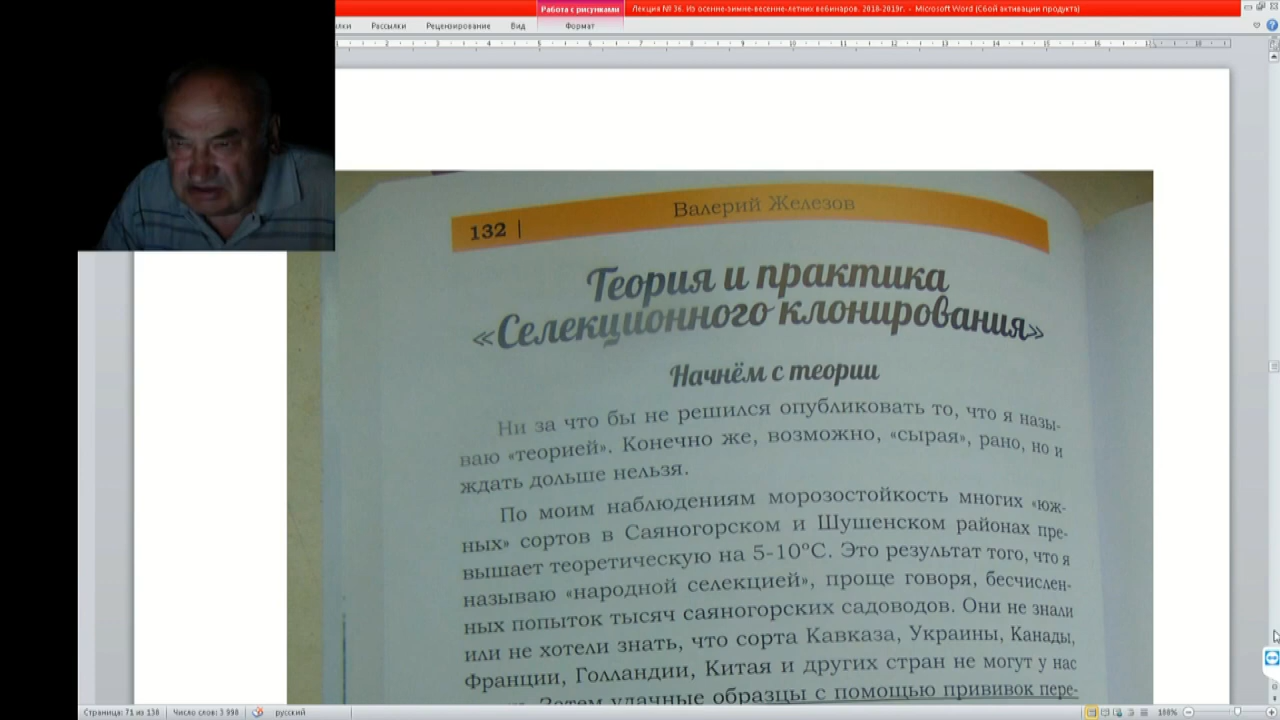 Работа с рисунками
Лекция № 36. Из осенне-зимне-весенне-летних вебинаров. 2018-2019г. - Microsoft Word (Сбой активации продукта)
Рассылки Рецензирование Вид Формат
132 | Валерий Железов
Теория и практика
«Селекционного клонирования»
Начнём с теории
Ни за что бы не решился опубликовать то, что я назы-
ваю «теорией». Конечно же, возможно, «сырая», рано, но и
ждать дольше нельзя.
По моим наблюдениям морозостойкость многих «юж-
ных» сортов в Саяногорском и Шушенском районах пре-
вышает теоретическую на 5-10°С. Это результат того, что я
называю «народной селекцией», проще говоря, бесчислен-
ных попыток тысяч саяногорских садоводов. Они не знали
или не хотели знать, что сорта Кавказа, Украины, Канады,
Франции, Голландии, Китая и других стран не могут у нас
Затем удачные образцы с помощью прививок пере-
Страница: 71 из 138 Число слов: 3 998 русский 188%